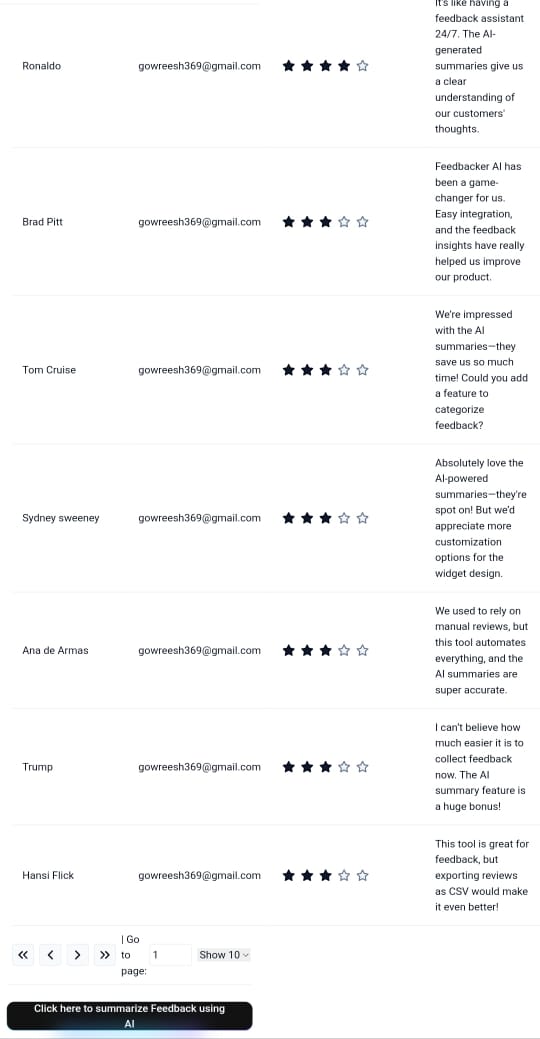 It's like having a
feedback assistant
24/7. The AI-
generated
summaries give us
a clear
understanding of
our customers'
thoughts.
Ronaldo
gowreesh369@gmail.com
Feedbacker AI has
been a game-
changer for us.
Easy integration,
and the feedback
insights have really
helped us improve
our product.
Brad Pitt
gowreesh369@gmail.com
We're impressed
with the AI
summaries—they
save us so much
time! Could you add
a feature to
categorize
feedback?
Tom Cruise
gowreesh369@gmail.com
Absolutely love the
AI-powered
summaries—they're
spot on! But we'd
appreciate more
customization
options for the
widget design.
Sydney sweeney
gowreesh369@gmail.com
We used to rely on
manual reviews, but
this tool automates
everything, and the
AI summaries are
super accurate.
Ana de Armas
gowreesh369@gmail.com
I can't believe how
much easier it is to
collect feedback
now. The AI
summary feature is
a huge bonus!
Trump
gowreesh369@gmail.com
This tool is great for
feedback, but
exporting reviews
as CSV would make
it even better!
Hansi Flick
gowreesh369@gmail.com
| Go
to
page:
1
Show 10
Click here to summarize Feedback using
AI